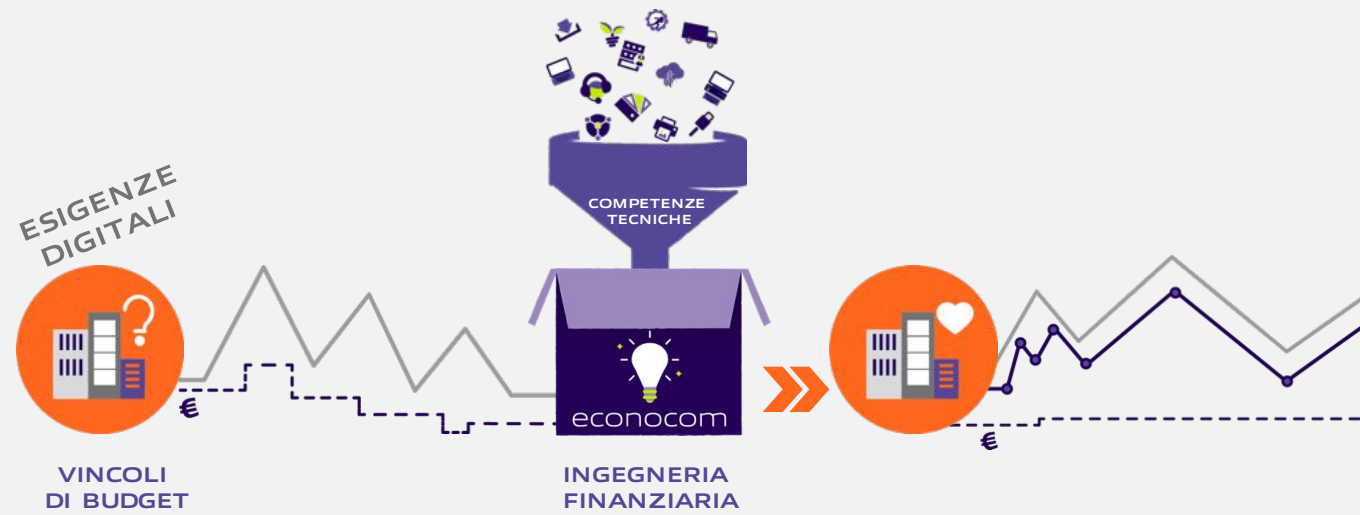 ESIGENZE
DIGITALI
€
VINCOLI
DI BUDGET
COMPETENZE
TECNICHE
econocom
INGEGNERIA
FINANZIARIA
€